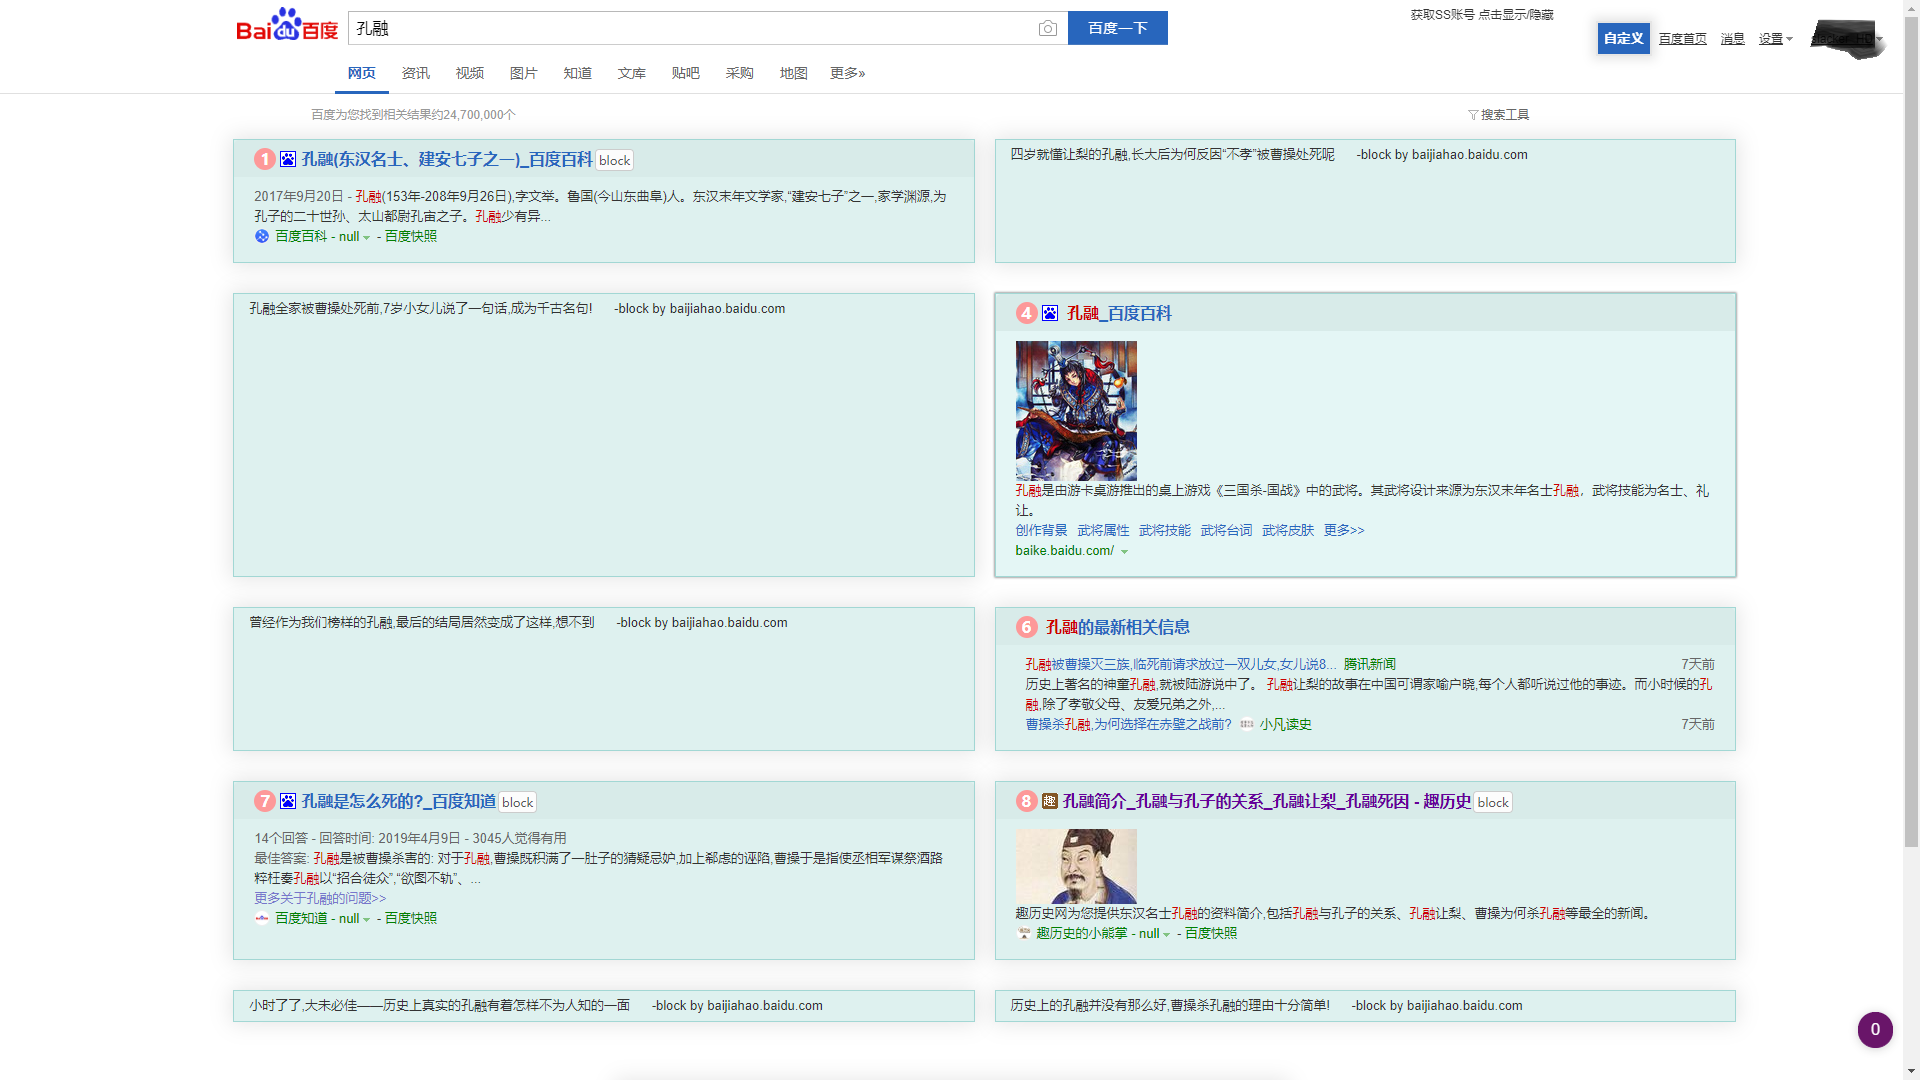 Bai du 百度
孔融
百度一下
获取SS账号 点击显示/隐藏
自定义 百度首页 消息 设置
网页 资讯 视频 图片 知道 文库 贴吧 采购 地图 更多»
百度为您找到相关结果约24,700,000个
搜索工具
1 孔融(东汉名士、建安七子之一)_百度百科 block
2017年9月20日 - 孔融(153年-208年9月26日),字文举。鲁国(今山东曲阜)人。东汉末年文学家,“建安七子”之一,家学渊源,为
孔子的二十世孙、太山都尉孔宙之子。孔融少有异...
百度百科 - null - 百度快照
四岁就懂让梨的孔融,长大后为何反因“不孝”被曹操处死呢 -block by baijiahao.baidu.com
孔融全家被曹操处死前,7岁小女儿说了一句话,成为千古名句! -block by baijiahao.baidu.com
4 孔融_百度百科
孔融是由游卡桌游推出的桌上游戏《三国杀-国战》中的武将。其武将设计来源为东汉末年名士孔融，武将技能为名士、礼
让。
创作背景 武将属性 武将技能 武将台词 武将皮肤 更多>>
baike.baidu.com/
曾经作为我们榜样的孔融,最后的结局居然变成了这样,想不到 -block by baijiahao.baidu.com
6 孔融的最新相关信息
孔融被曹操灭三族,临死前请求放过一双儿女,女儿说8... 腾讯新闻 7天前
历史上著名的神童孔融,就被陆游说中了。 孔融让梨的故事在中国可谓家喻户晓,每个人都听说过他的事迹。而小时候的孔
融,除了孝敬父母、友爱兄弟之外,...
曹操杀孔融,为何选择在赤壁之战前? 小凡读史 7天前
7 孔融是怎么死的?_百度知道 block
14个回答 - 回答时间: 2019年4月9日 - 3045人觉得有用
最佳答案: 孔融是被曹操杀害的: 对于孔融,曹操既积满了一肚子的猜疑忌妒,加上郗虑的诬陷,曹操于是指使丞相军谋祭酒路
粹枉奏孔融以“招合徒众”,“欲图不轨”、...
更多关于孔融的问题>>
百度知道 - null - 百度快照
8 趣 孔融简介_孔融与孔子的关系_孔融让梨_孔融死因 - 趣历史 block
趣历史网为您提供东汉名士孔融的资料简介,包括孔融与孔子的关系、孔融让梨、曹操为何杀孔融等最全的新闻。
趣历史的小熊掌 - null - 百度快照
小时了了,大未必佳——历史上真实的孔融有着怎样不为人知的一面 -block by baijiahao.baidu.com
历史上的孔融并没有那么好,曹操杀孔融的理由十分简单! -block by baijiahao.baidu.com
0